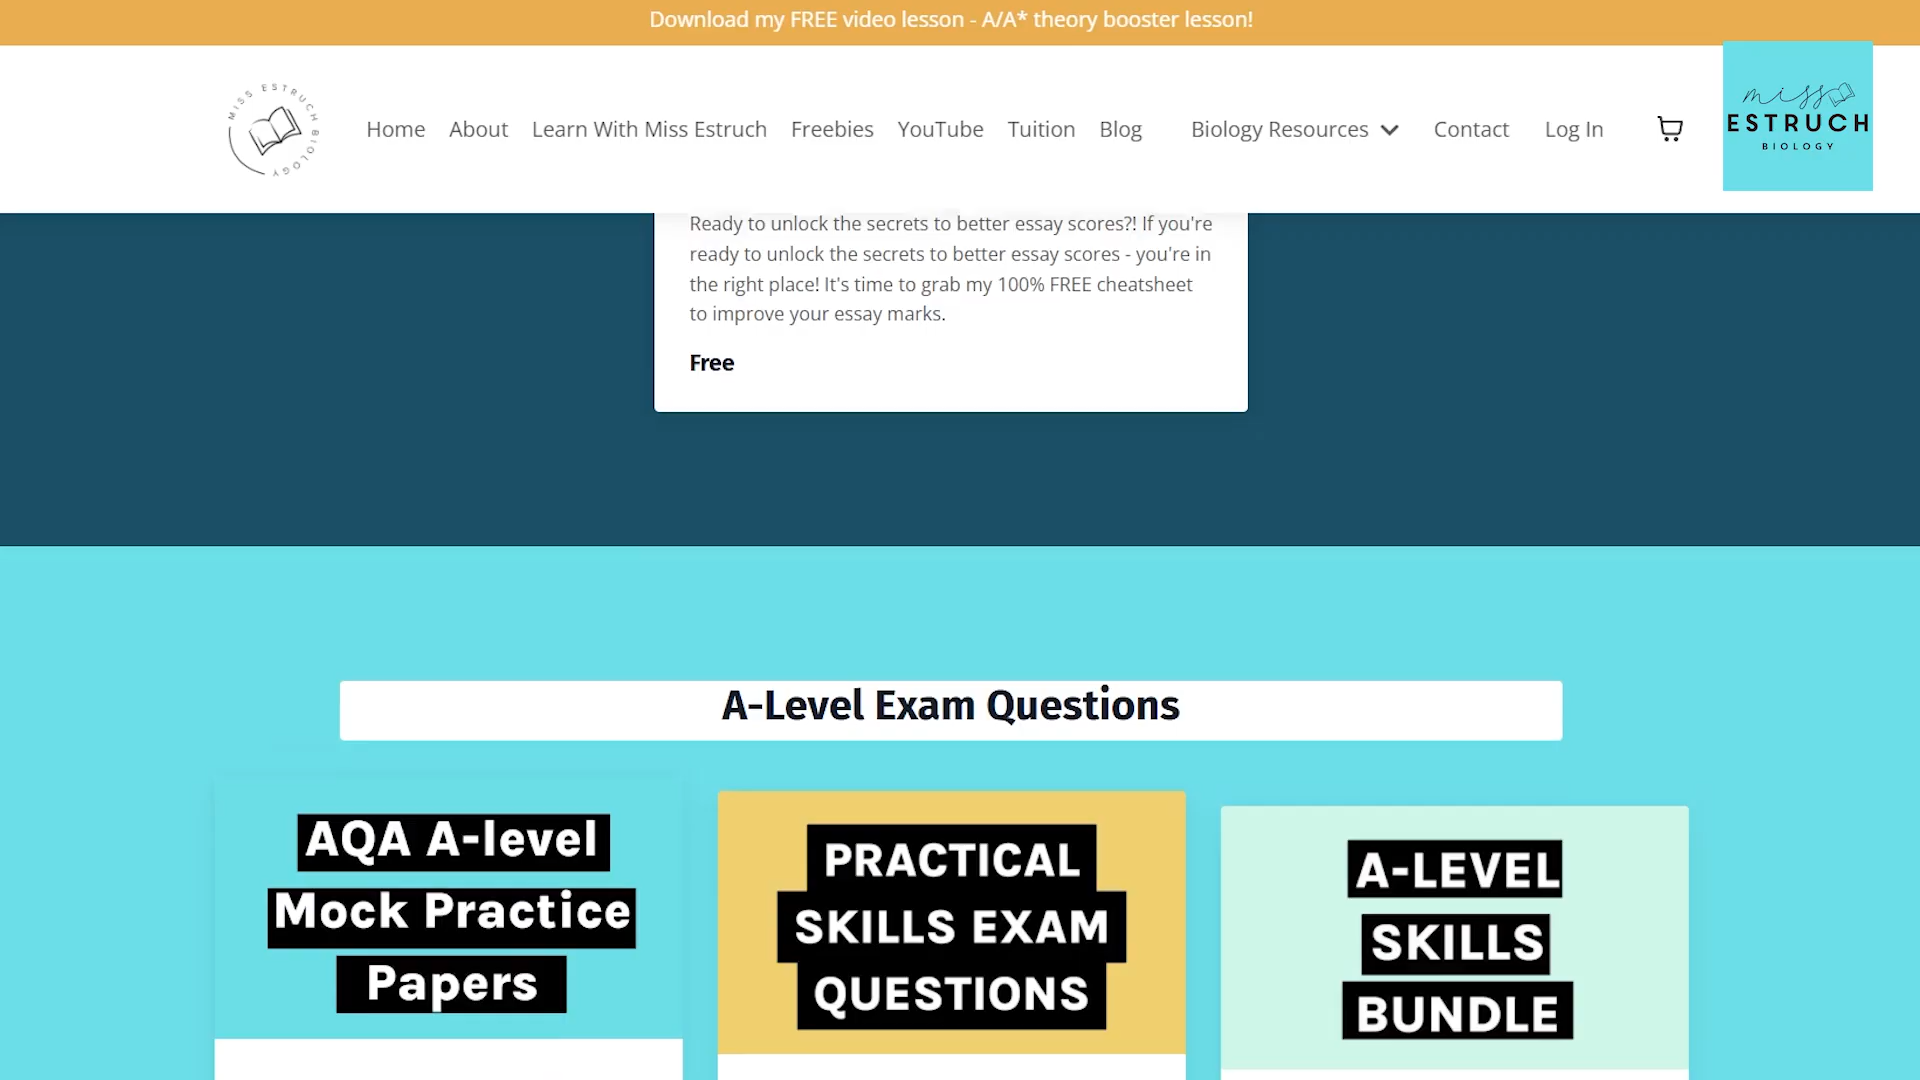 Download my FREE video lesson - A/A* theory booster lesson!
MISS ESTRUCH BIOLOGY
Home About Learn With Miss Estruch Freebies YouTube Tuition Blog Biology Resources Contact Log In
miss
ESTRUCH
BIOLOGY
Ready to unlock the secrets to better essay scores?! If you're
ready to unlock the secrets to better essay scores - you're in
the right place! It's time to grab my 100% FREE cheatsheet
to improve your essay marks.
Free
A-Level Exam Questions
AQA A-level
Mock Practice
Papers
PRACTICAL
SKILLS EXAM
QUESTIONS
A-LEVEL
SKILLS
BUNDLE